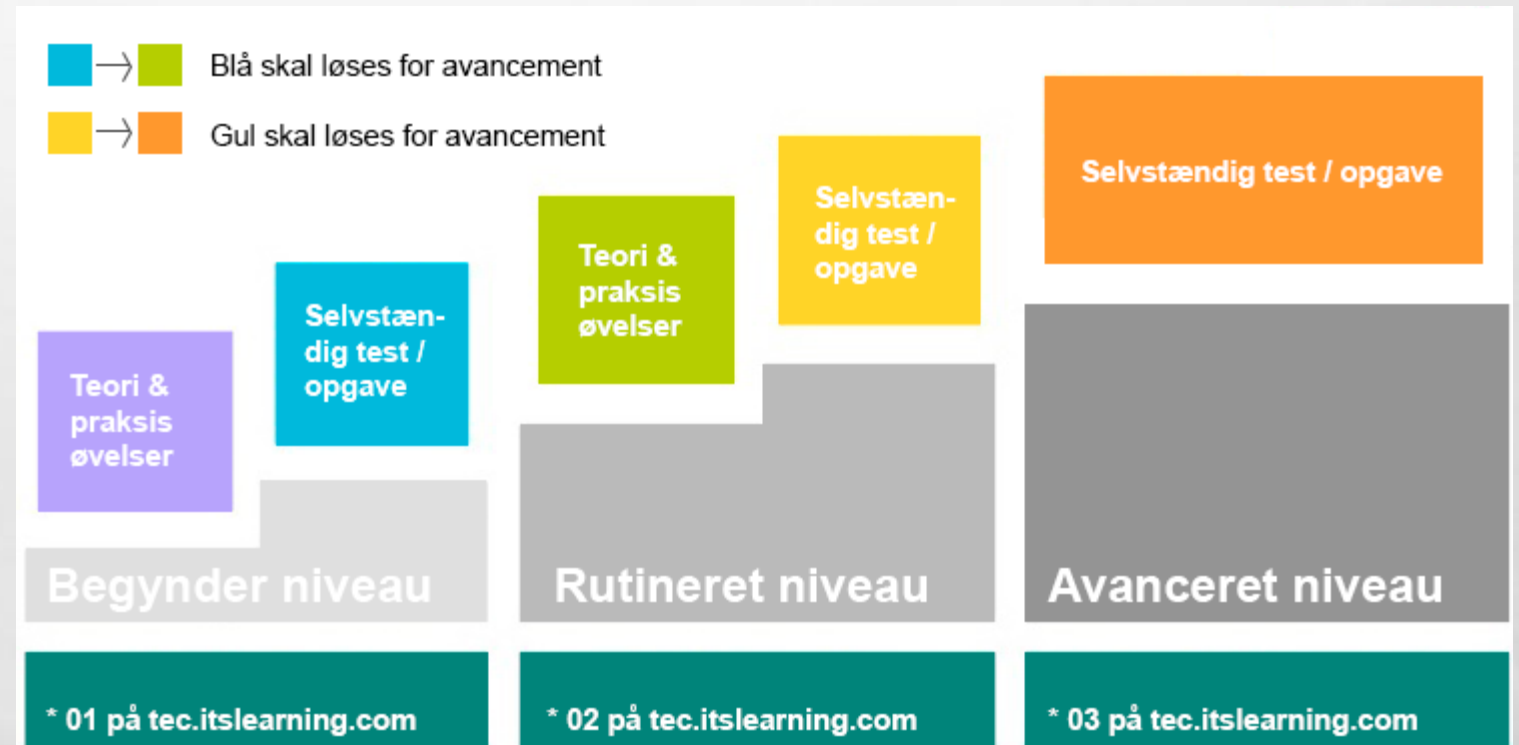 Blå skal løses for avancement
Gul skal løses for avancement
Teori &
praksis
øvelser
Selvstæn-
dig test /
opgave
Teori &
praksis
øvelser
Selvstæn-
dig test /
opgave
Selvstændig test / opgave
Begynder niveau
Rutineret niveau
Avanceret niveau
* 01 på tec.itslearning.com
* 02 på tec.itslearning.com
* 03 på tec.itslearning.com